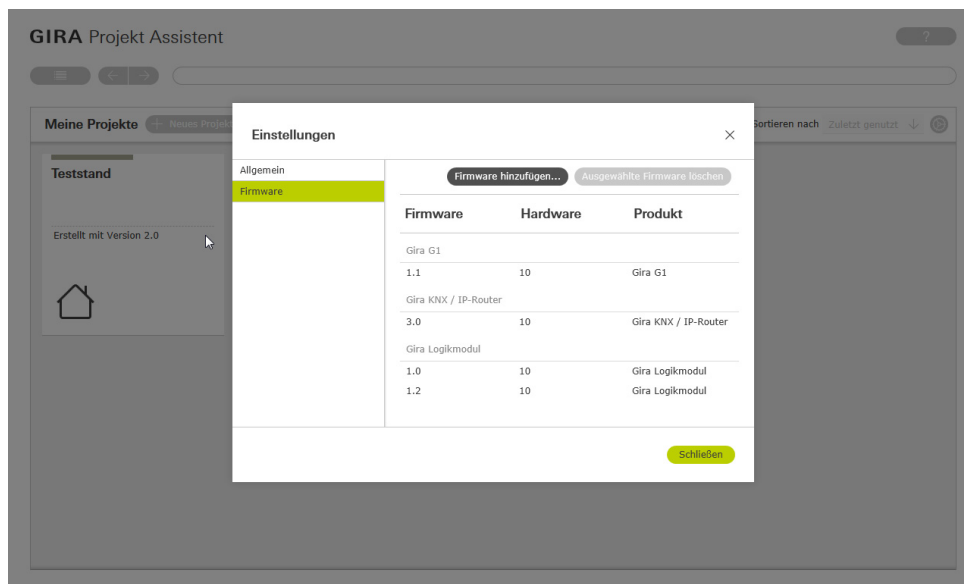 GIRA Projekt Assistent
?
Meine Projekte
+ Neues Projekt
Sortieren nach Zuletzt genutzt
Teststand
Erstellt mit Version 2.0
Einstellungen
Allgemein
Firmware
Firmware hinzufügen... Ausgewählte Firmware löschen
Firmware Hardware Produkt
Gira G1
1.1 10 Gira G1
Gira KNX / IP-Router
3.0 10 Gira KNX / IP-Router
Gira Logikmodul
1.0 10 Gira Logikmodul
1.2 10 Gira Logikmodul
Schließen